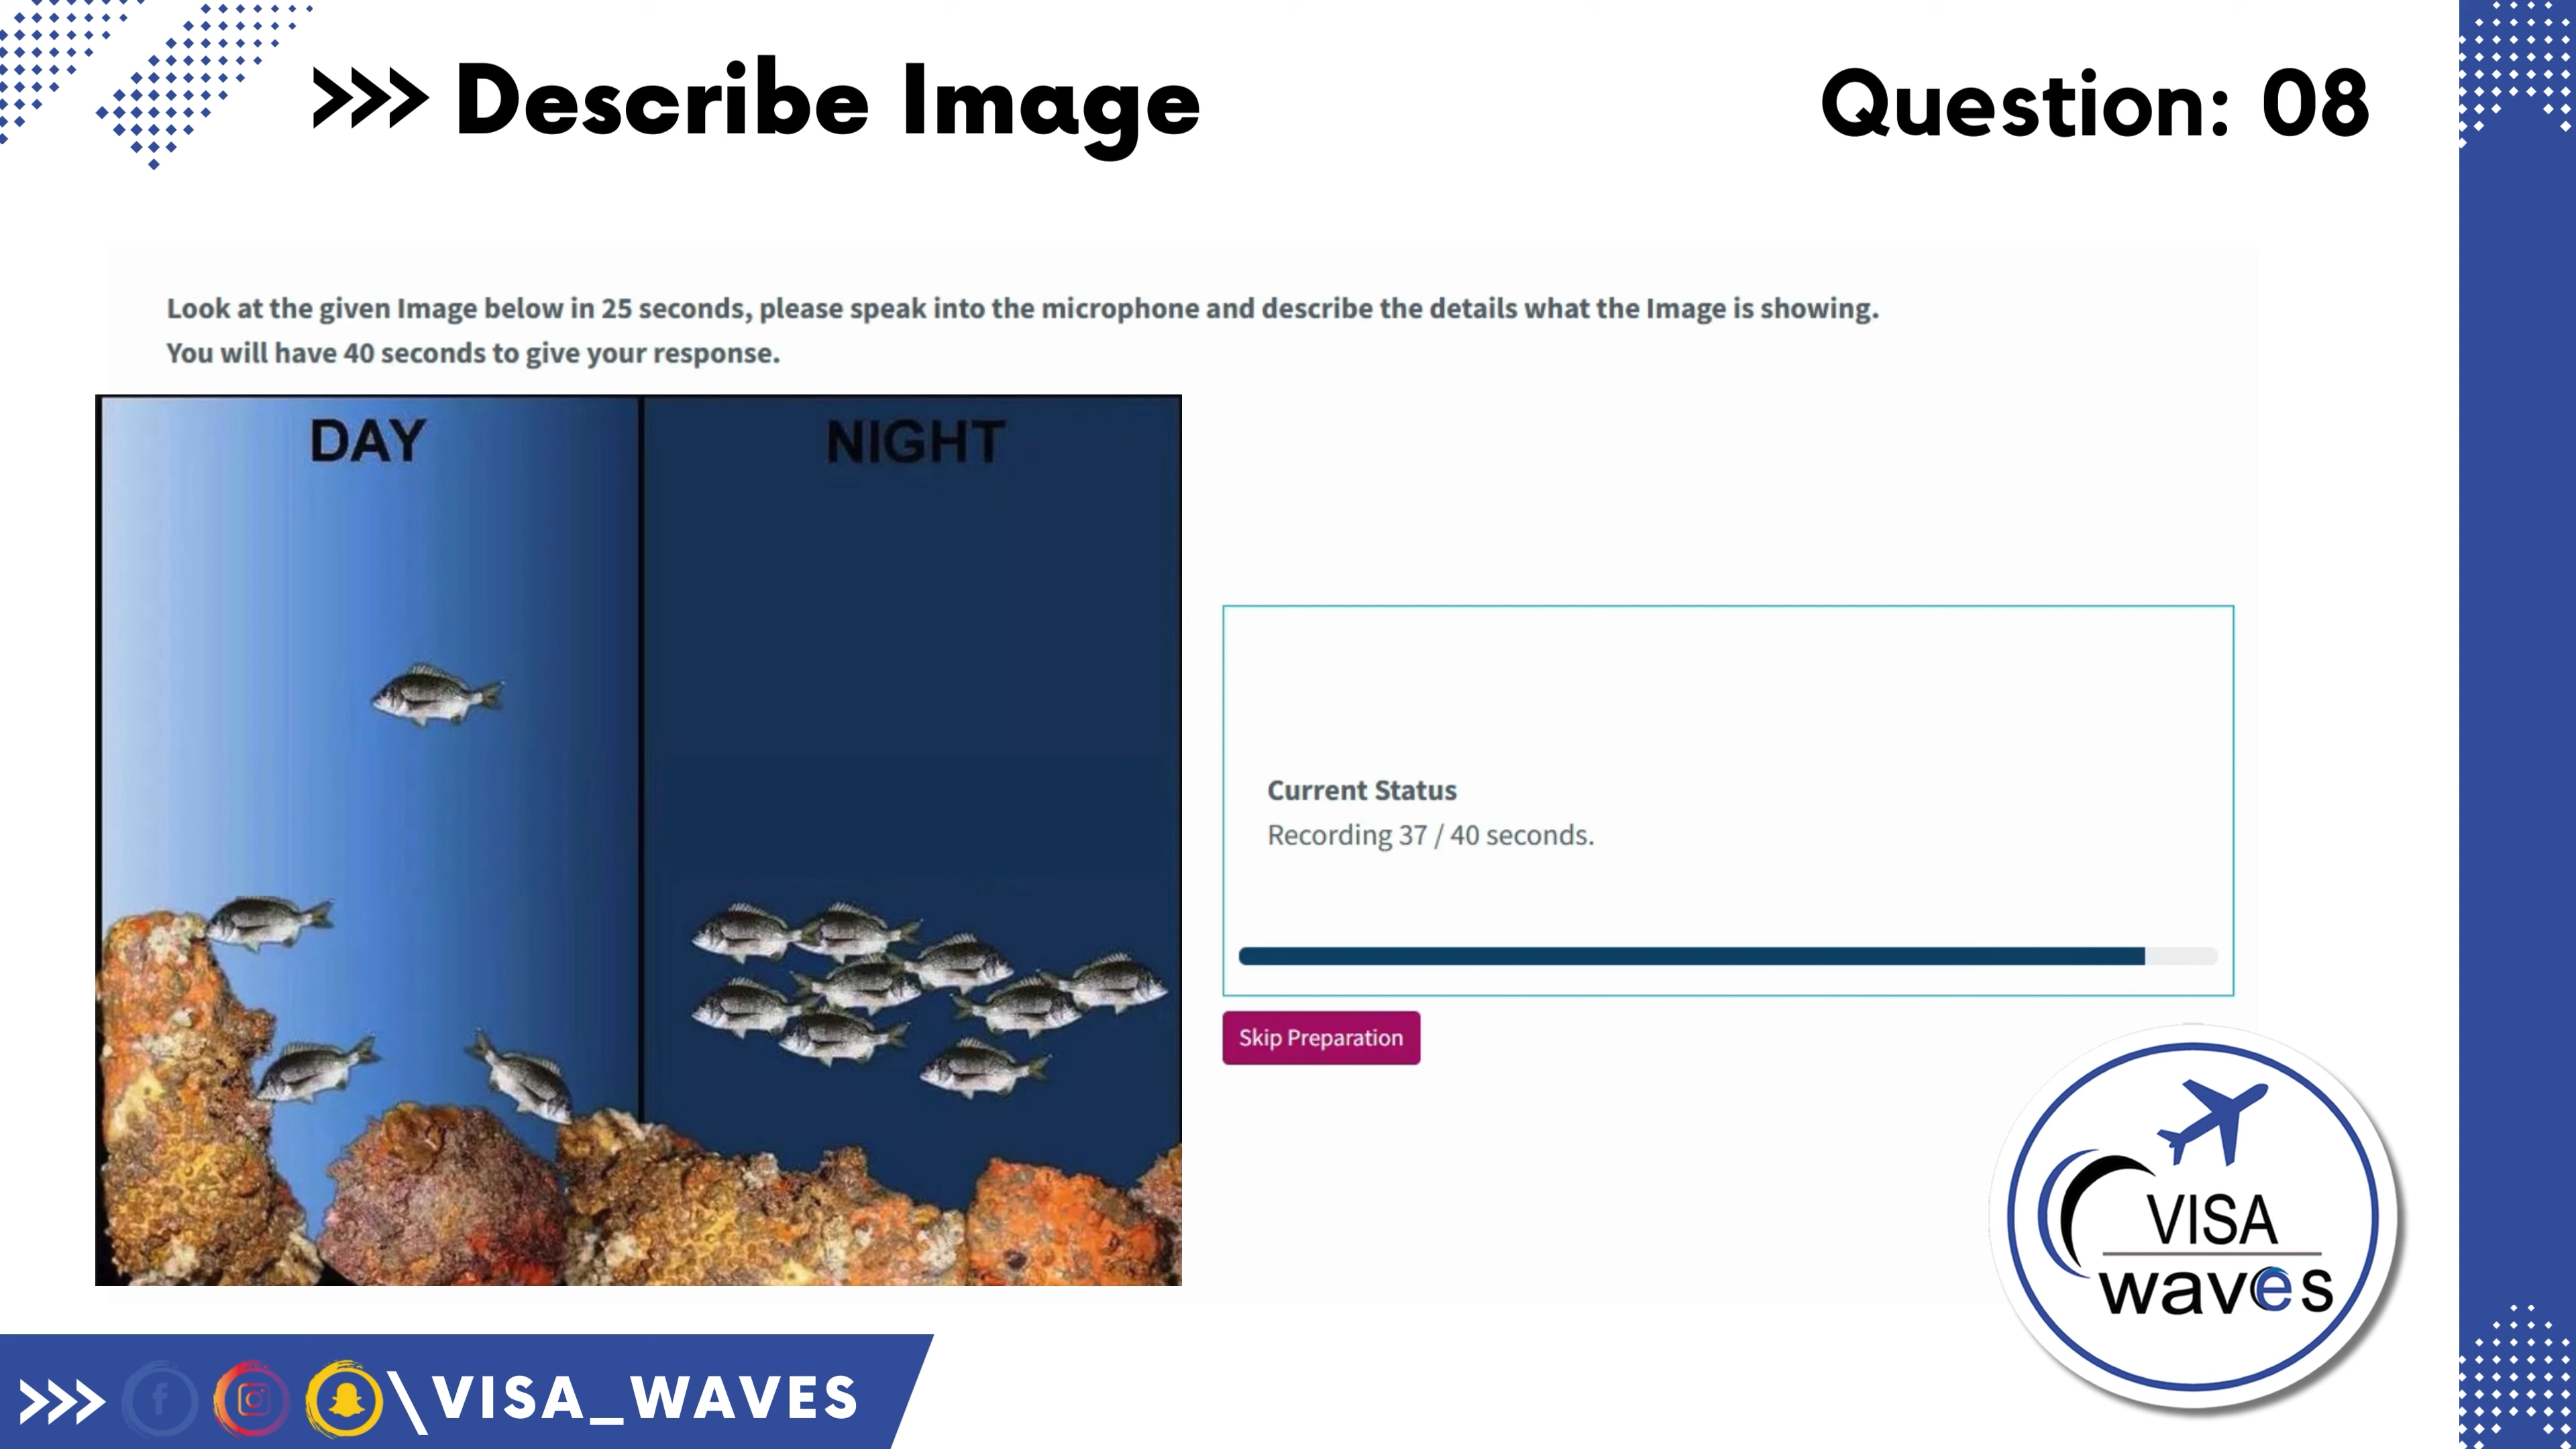 >>> Describe Image
Question: 08
Look at the given Image below in 25 seconds, please speak into the microphone and describe the details what the Image is showing.
You will have 40 seconds to give your response.
DAY
NIGHT
Current Status
Recording 37 / 40 seconds.
Skip Preparation
VISA
waves
>>> f \VISA_WAVES